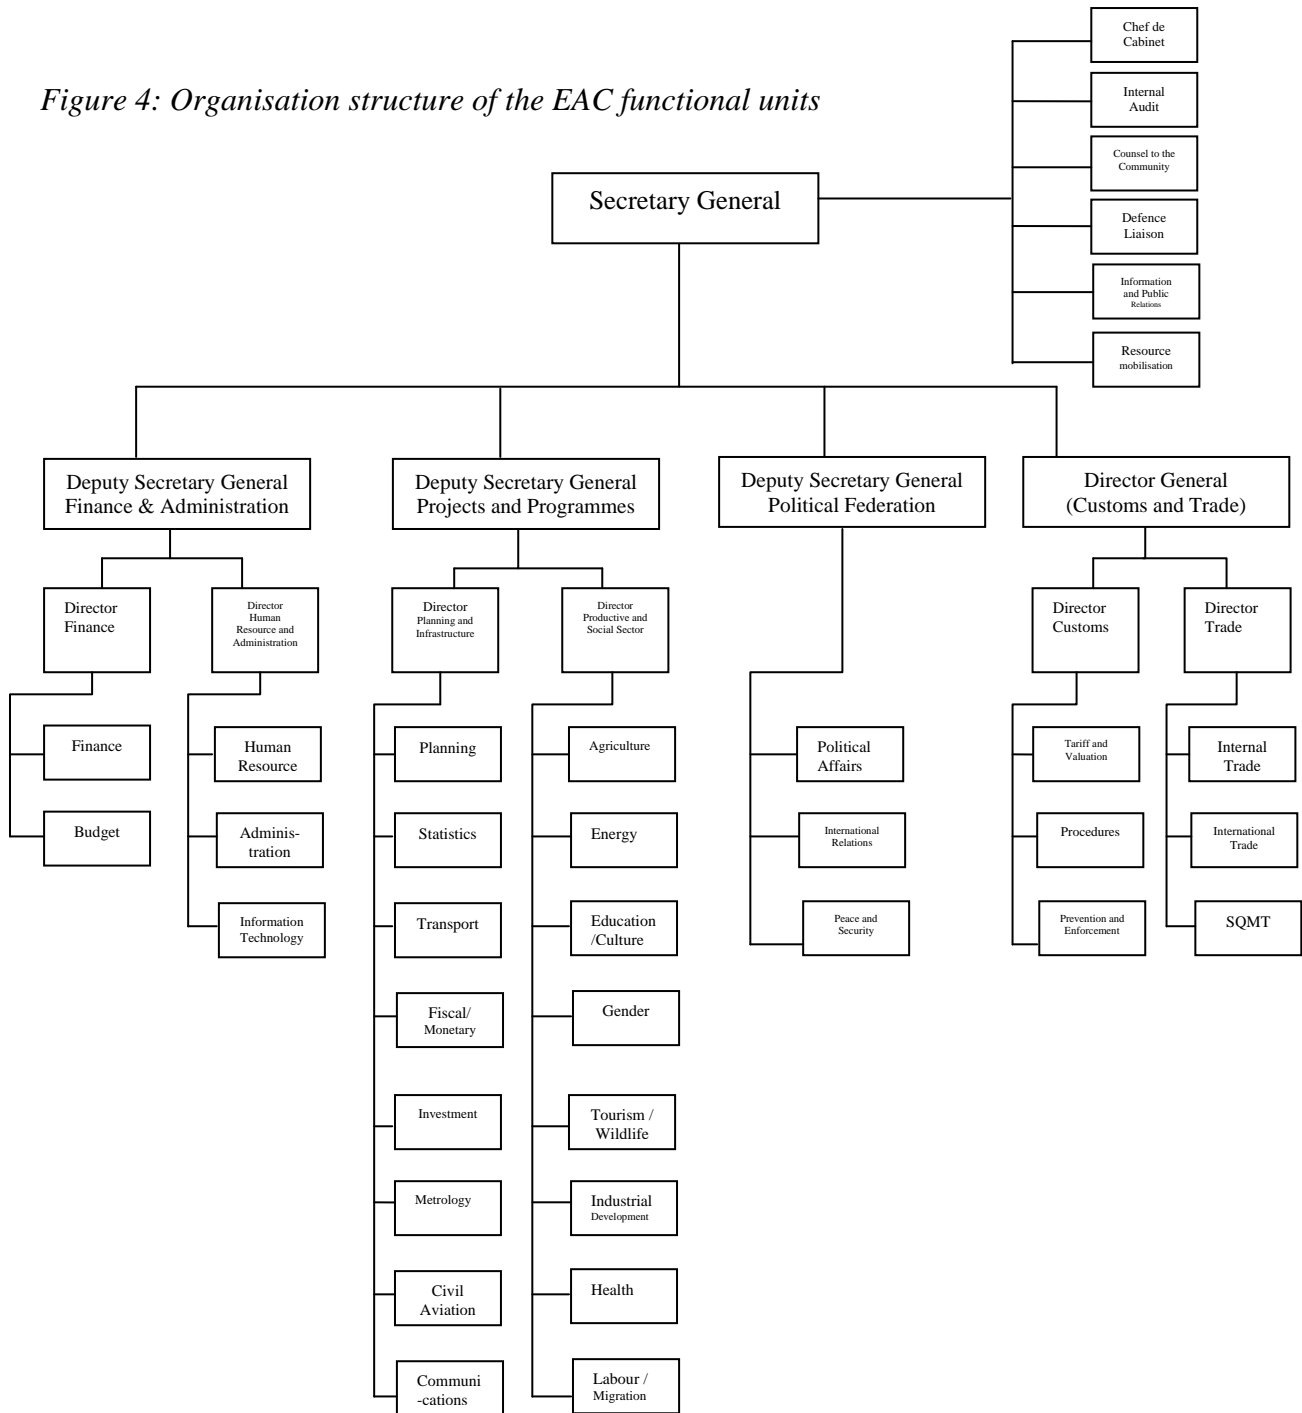 Chef de
Cabinet
Figure 4: Organisation structure of the EAC functional units
Internal
Audit
Counsel to the
Community
Secretary General
Defence
Liaison
Information
and Public
Relations
Resource
mobilisation
Deputy Secretary General
Finance & Administration
Deputy Secretary General
Projects and Programmes
Deputy Secretary General
Political Federation
Director General
(Customs and Trade)
Director
Finance
Director
Human
Resource and
Administration
Director
Planning and
Infrastructure
Director
Productive and
Social Sector
Director
Customs
Director
Trade
Finance
Human
Resource
Planning
Agriculture
Political
Affairs
Tariff and
Valuation
Internal
Trade
Budget
Adminis-
tration
Statistics
Energy
International
Relations
Procedures
International
Trade
Information
Technology
Transport
Education
/Culture
Peace and
Security
Prevention and
Enforcement
SQMT
Fiscal/
Monetary
Gender
Investment
Tourism /
Wildlife
Metrology
Industrial
Development
Civil
Aviation
Health
Communi
-cations
Labour /
Migration